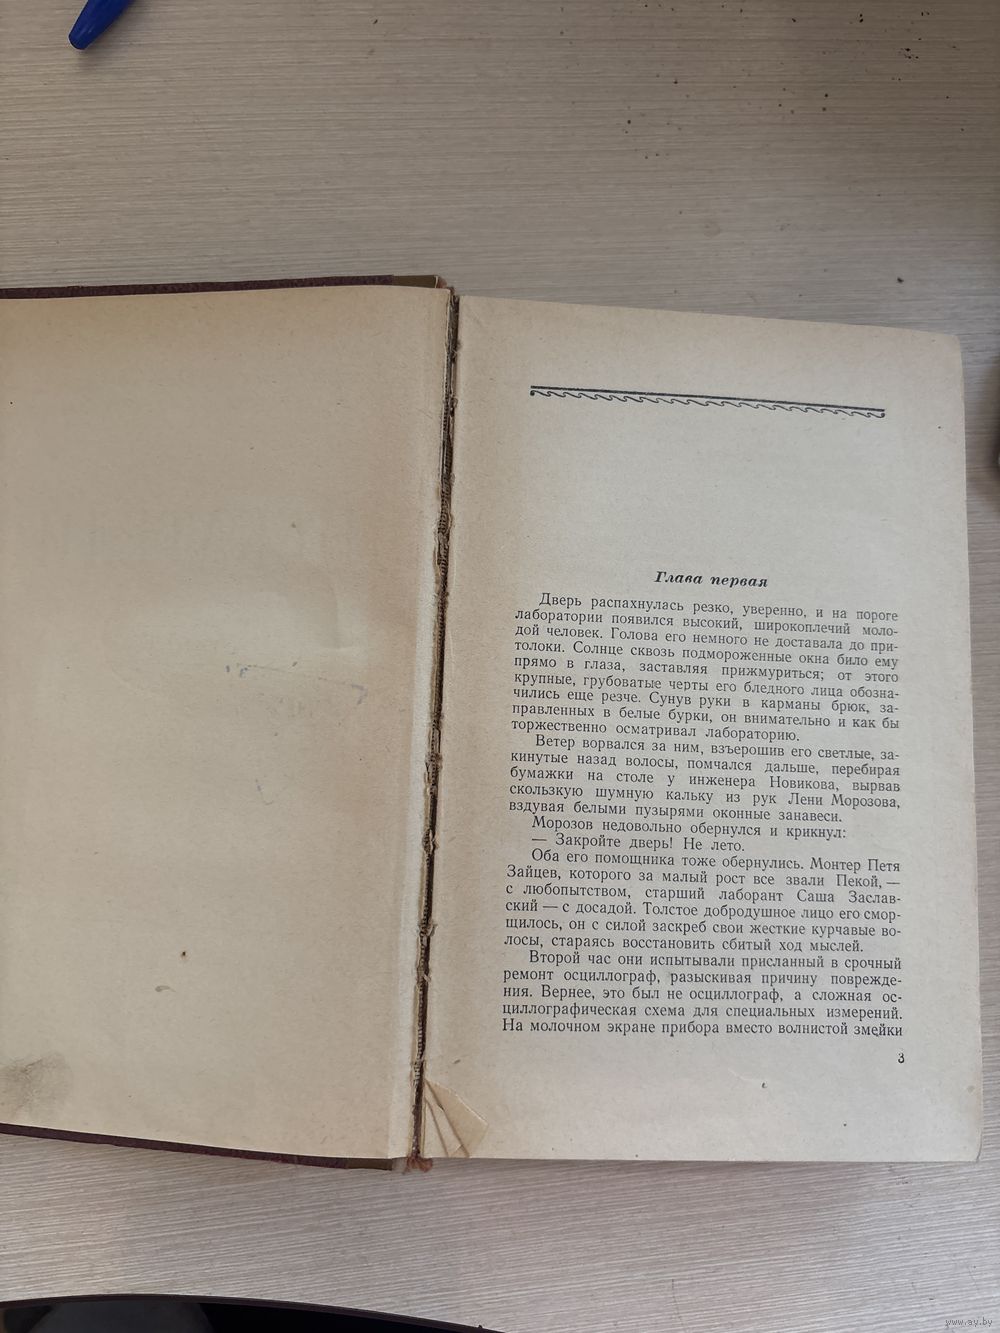 Глава первая
Дверь распахнулась резко, уверенно, и на пороге
лаборатории появился высокий, широкоплечий моло-
дой человек. Голова его немного не доставала до при-
толоки. Солнце сквозь подмороженные окна било ему
прямо в глаза, заставляя прижмуриться; от этого
крупные, грубоватые черты его бледного лица обозна-
чились еще резче. Сунув руки в карманы брюк, за-
правленных в белые бурки, он внимательно и как бы
торжественно осматривал лабораторию.
Ветер ворвался за ним, взъерошив его светлые, за-
кинутые назад волосы, помчался дальше, перебирая
бумажки на столе у инженера Новикова, вырвав
скользкую шумную кальку из рук Лени Морозова,
вздувая белыми пузырями оконные занавеси.
Морозов недовольно обернулся и крикнул:
— Закройте дверь! Не лето.
Оба его помощника тоже обернулись. Монтер Петя
Зайцев, которого за малый рост все звали Пекой, —
с любопытством, старший лаборант Саша Заслав-
ский — с досадой. Толстое добродушное лицо его смор-
щилось, он с силой заскреб свои жесткие курчавые во-
лосы, стараясь восстановить сбитый ход мыслей.
Второй час они испытывали присланный в срочный
ремонт осциллограф, разыскивая причину поврежде-
ния. Вернее, это был не осциллограф, а сложная ос-
циллографическая схема для специальных измерений.
На молочном экране прибора вместо волнистой змейки
3
www.ay.by